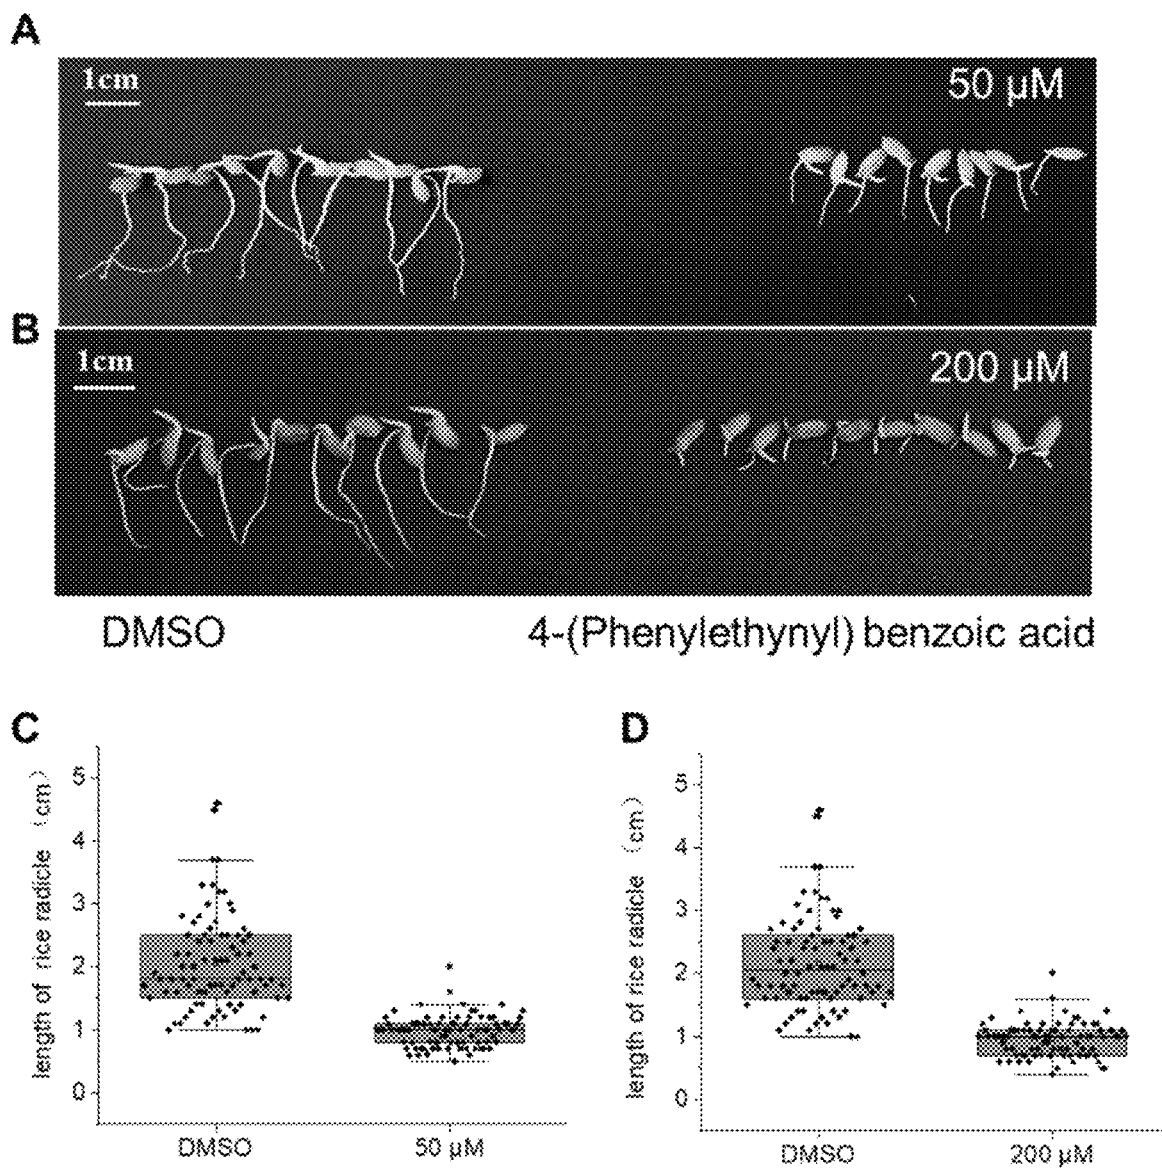 A
1cm
50 μM
B
1cm
200 μM
DMSO
4-(Phenylethynyl) benzoic acid
C
length of rice radicle （cm）
5
4
3
2
1
0
DMSO
50 μM
D
length of rice radicle （cm）
5
4
3
2
1
0
DMSO
200 μM